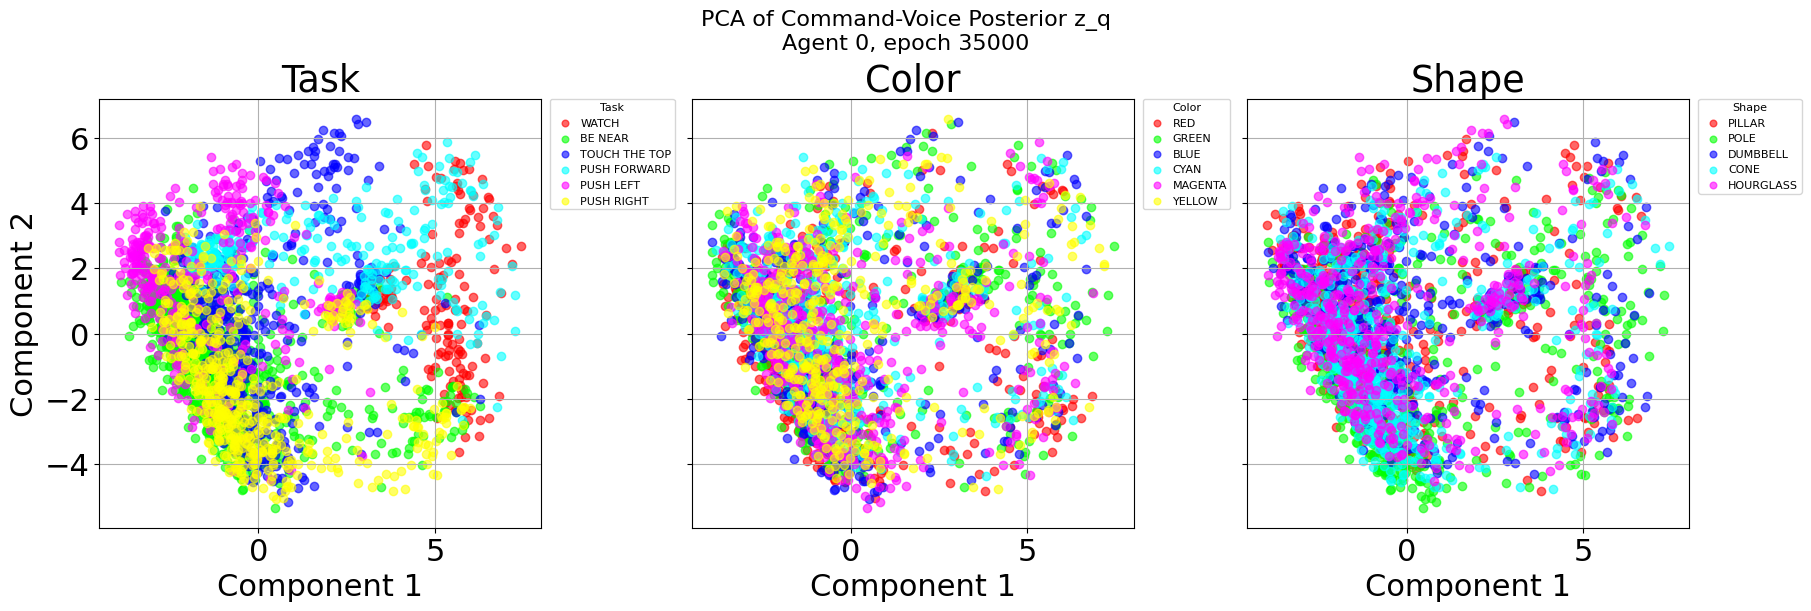 PCA of Command-Voice Posterior z_q
Agent 0, epoch 35000
Task
Color
Shape
Component 2
6
4
2
0
−2
−4
0
5
Component 1
Task
WATCH
BE NEAR
TOUCH THE TOP
PUSH FORWARD
PUSH LEFT
PUSH RIGHT
0
5
Component 1
Color
RED
GREEN
BLUE
CYAN
MAGENTA
YELLOW
0
5
Component 1
Shape
PILLAR
POLE
DUMBBELL
CONE
HOURGLASS